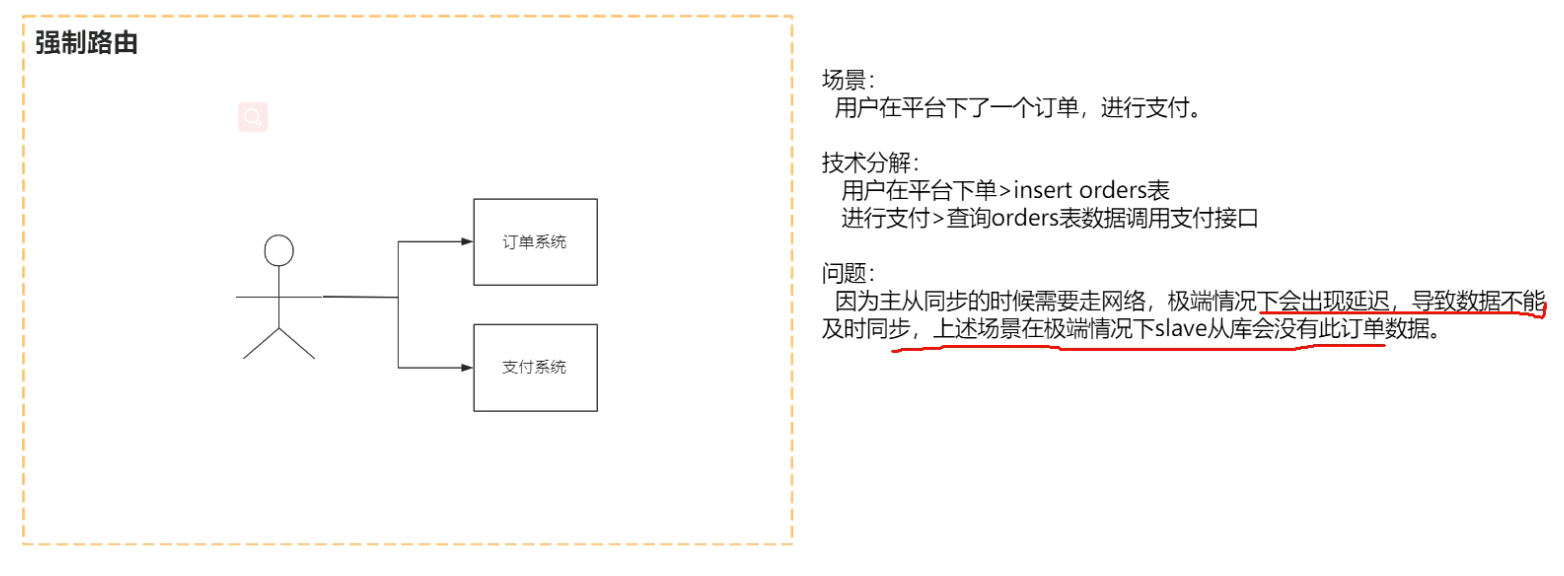 强制路由
订单系统
支付系统
场景：
用户在平台下了一个订单，进行支付。
技术分解：
用户在平台下单>insert orders表
进行支付>查询orders表数据调用支付接口
问题：
因为主从同步的时候需要走网络，极端情况下会出现延迟，导致数据不能
及时同步，上述场景在极端情况下slave从库会没有此订单数据。